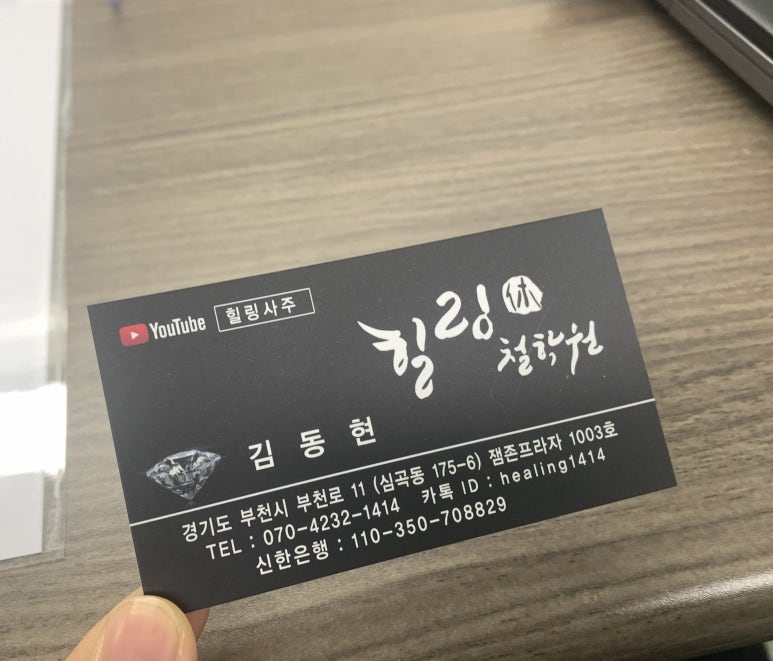 YouTube 힐링사주
힐링 休
철학원
김동현
경기도 부천시 부천로 11 (심곡동 175-6) 잼존프라자 1003호
TEL : 070-4232-1414 카톡 ID : healing1414
신한은행 : 110-350-708829